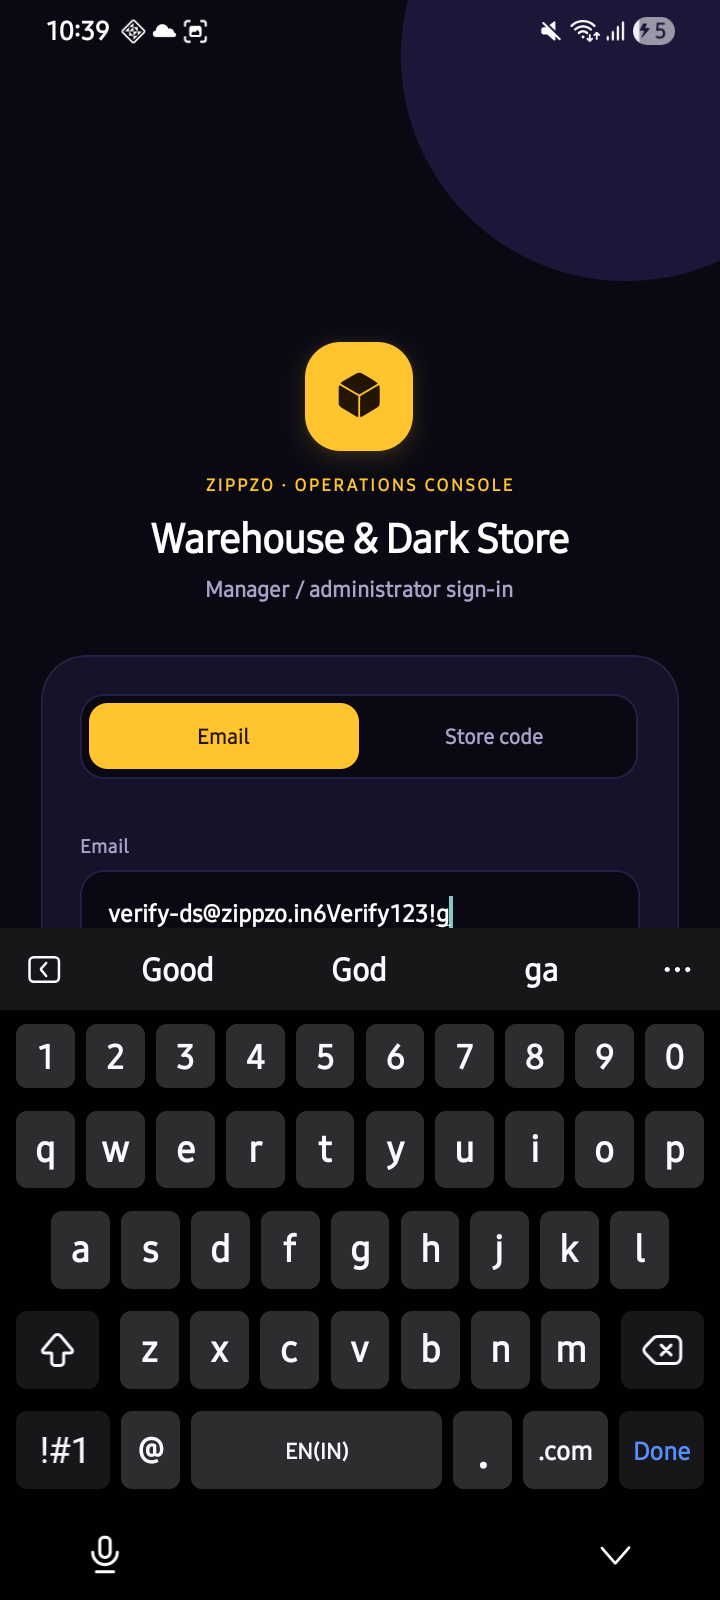 10:39
5
ZIPPZO · OPERATIONS CONSOLE
Warehouse & Dark Store
Manager / administrator sign-in
Email
Store code
Email
verify-ds@zippzo.in6Verify123!g
Good God ga
1 2 3 4 5 6 7 8 9 0
q w e r t y u i o p
a s d f g h j k l
z x c v b n m
!#1 @ EN(IN) . .com Done